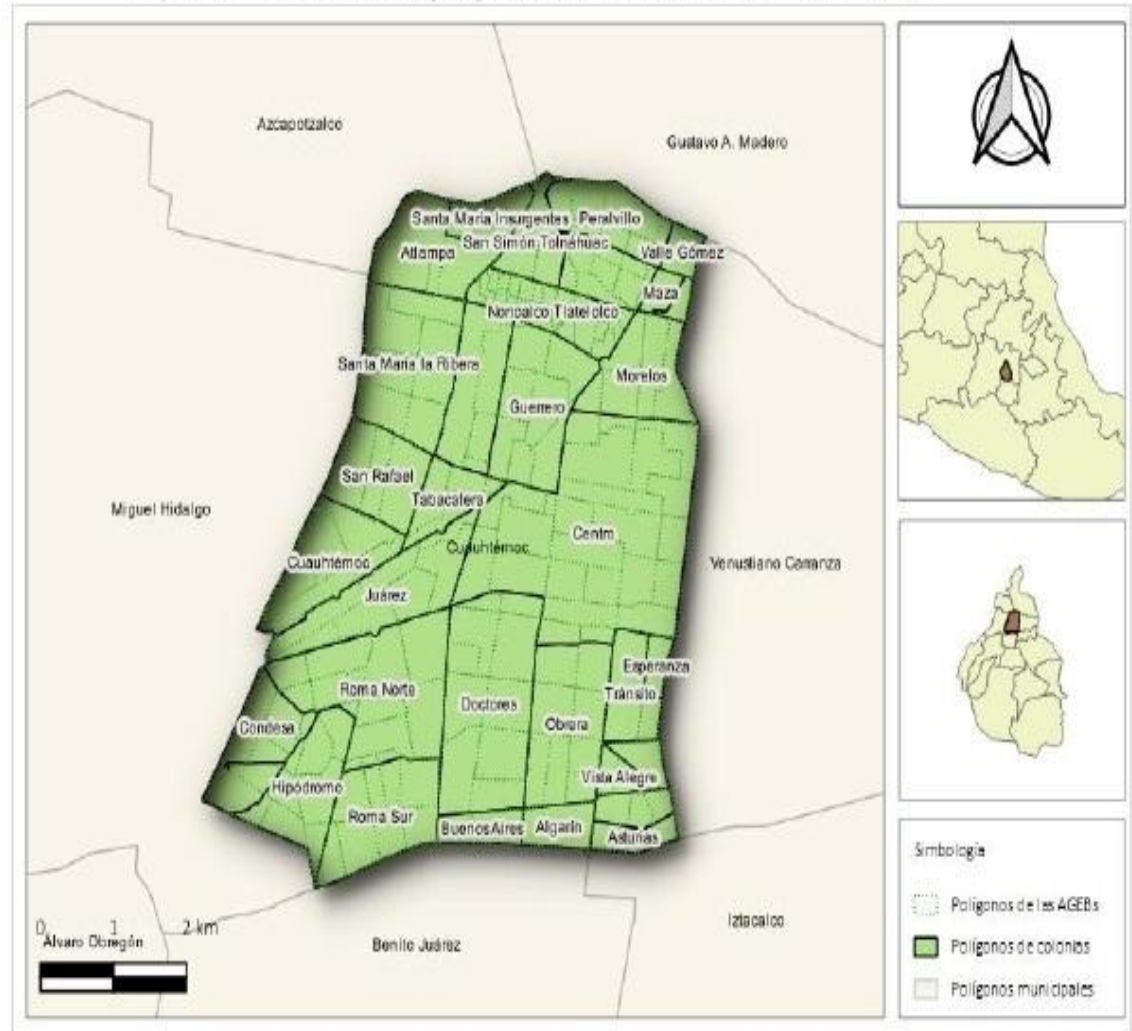 Azcapotzalco
Gustavo A. Madero
Santa María Insurgentes
Peralvillo
San Simón Tolnáhuac
Atlampa
Valle Gómez
Maza
Nonoalco Tlatelolco
Santa María la Ribera
Morelos
Guerrero
San Rafael
Tabacalera
Miguel Hidalgo
Centro
Cuauhtémoc
Cuauhtémoc
Venustiano Carranza
Juárez
Esperanza
Roma Norte
Tránsito
Doctores
Condesa
Obrera
Vista Alegre
Hipódromo
Roma Sur
Buenos Aires
Algarín
Asturias
0 1 2 km
Álvaro Obregón
Benito Juárez
Iztacalco
Simbología
Polígonos de las AGEBs
Polígonos de colonias
Polígonos municipales